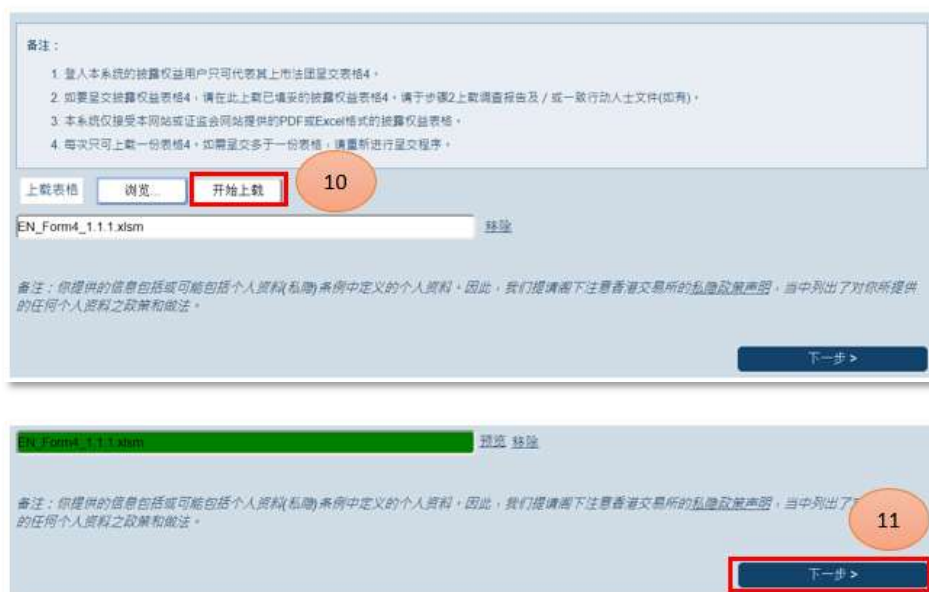 备注：
1. 登入本系统的披露权益用户只可代表其上市法团呈交表格4。
2. 如要呈交披露权益表格4，请在此上载已填妥的披露权益表格4。请于步骤2上载调查报告及 / 或一致行动人士文件(如有)。
3. 本系统仅接受本网站或证监会网站提供的PDF或Excel格式的披露权益表格。
4. 每次只可上载一份表格4。如需呈交多于一份表格，请重新进行呈交程序。
上载表格 浏览... 开始上载 10
EN_Form4_1.1.1.xlsm 移除
备注：你提供的信息包括或可能包括个人资料(私隐)条例中定义的个人资料。因此，我们提请阁下注意香港交易所的私隐政策声明，当中列出了对你所提供
的任何个人资料之政策和做法。
下一步 >
EN_Form4_1.1.1.xlsm 预览 移除
备注：你提供的信息包括或可能包括个人资料(私隐)条例中定义的个人资料。因此，我们提请阁下注意香港交易所的私隐政策声明，当中列出了
的任何个人资料之政策和做法。
11
下一步 >